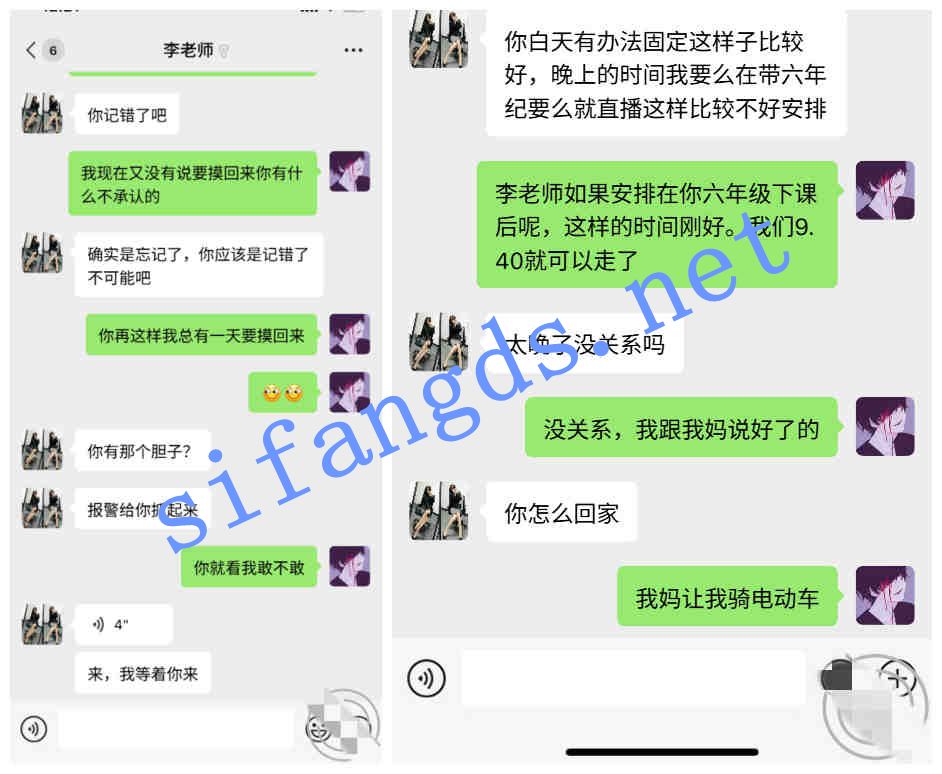 6
李老师
你记错了吧
我现在又没有说要摸回来你有什
么不承认的
确实是忘记了，你应该是记错了
不可能吧
你再这样我总有一天要摸回来
你有那个胆子？
报警给你抓起来
你就看我敢不敢
4"
来，我等着你来
你白天有办法固定这样子比较
好，晚上的时间我要么在带六年
纪要么就直播这样比较不好安排
李老师如果安排在你六年级下课
后呢，这样的时间刚好。我们9.
40就可以走了
太晚了没关系吗
没关系，我跟我妈说好了的
你怎么回家
我妈让我骑电动车
sifangds.net